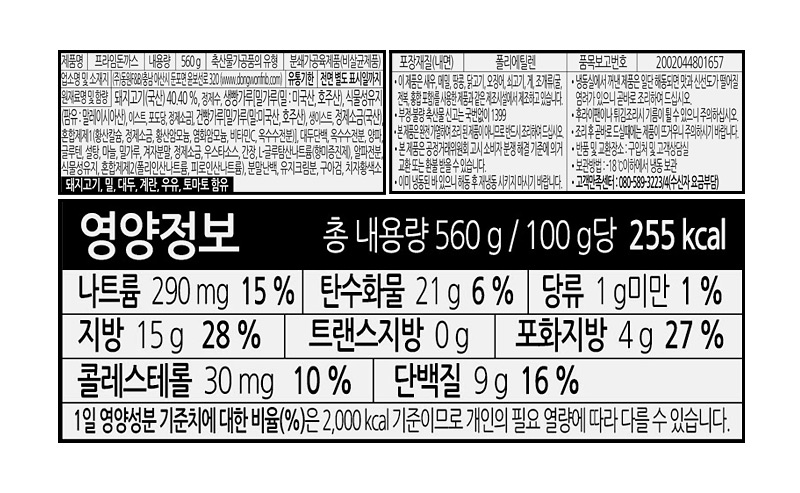 제품명 프라임돈까스 내용량 560 g 축산물가공품의 유형 분쇄가공육제품(비살균제품)
업소명 및 소재지 (주)동원F&B/충남 아산시 둔포면 윤보선로 320 (www.dongwonfnb.com) 유통기한 전면 별도 표시일까지
원재료명 및 함량 돼지고기(국산) 40.40 %, 정제수, 생빵가루{밀가루(밀 : 미국산, 호주산), 식물성유지
(팜유 : 말레이시아산), 이스트, 포도당, 정제소금}, 건빵가루{밀가루(밀:미국산, 호주산), 생이스트, 정제소금(국산)},
혼합제제1(황산칼슘, 정제소금, 황산암모늄, 염화암모늄, 비타민C, 옥수수전분), 대두단백, 옥수수전분, 양파,
글루텐, 설탕, 마늘, 밀가루, 겨자분말, 정제소금, 우스타소스, 간장, L-글루탐산나트륨(향미증진제), 알파전분,
식물성유지, 혼합제제2(폴리인산나트륨, 피로인산나트륨), 분말난백, 유지크림분, 구아검, 치자황색소
돼지고기, 밀, 대두, 계란, 우유, 토마토 함유
포장재질(내면) 폴리에틸렌 품목보고번호 2002044801657
• 이 제품은 새우, 메밀, 땅콩, 닭고기, 오징어, 쇠고기, 게, 조개류(굴,
전복, 홍합 포함)를 사용한 제품과 같은 제조시설에서 제조하고 있습니다.
• 부정·불량 축산물 신고는 국번없이 1399
• 본 제품은 완전가열하여 조리된 제품이 아니므로 반드시 조리하여 드십시오.
• 본 제품은 공정거래위원회 고시 소비자 분쟁 해결 기준에 의거
교환 또는 환불 받을 수 있습니다.
• 이미 냉동된 바 있으니 해동 후 재냉동 시키지 마시기 바랍니다.
• 냉동실에서 꺼낸 제품은 일단 해동되면 맛과 신선도가 떨어질
염려가 있으니 곧바로 조리하여 드십시오.
• 후라이팬이나 튀김조리시 기름이 튈 수 있으니 주의하십시오.
• 조리 후 곧바로 드실때에는 제품이 뜨거우니 주의하시기 바랍니다.
• 반품 및 교환장소 : 구입처 및 고객상담실
• 보관방법 : -18℃이하에서 냉동 보관
• 고객만족센터 : 080-589-3223/4(수신자 요금부담)
영양정보 총 내용량 560 g / 100 g당 255 kcal
나트륨 290 mg 15 % 탄수화물 21 g 6 % 당류 1 g미만 1 %
지방 15 g 28 % 트랜스지방 0 g 포화지방 4 g 27 %
콜레스테롤 30 mg 10 % 단백질 9 g 16 %
1일 영양성분 기준치에 대한 비율(%)은 2,000 kcal 기준이므로 개인의 필요 열량에 따라 다를 수 있습니다.